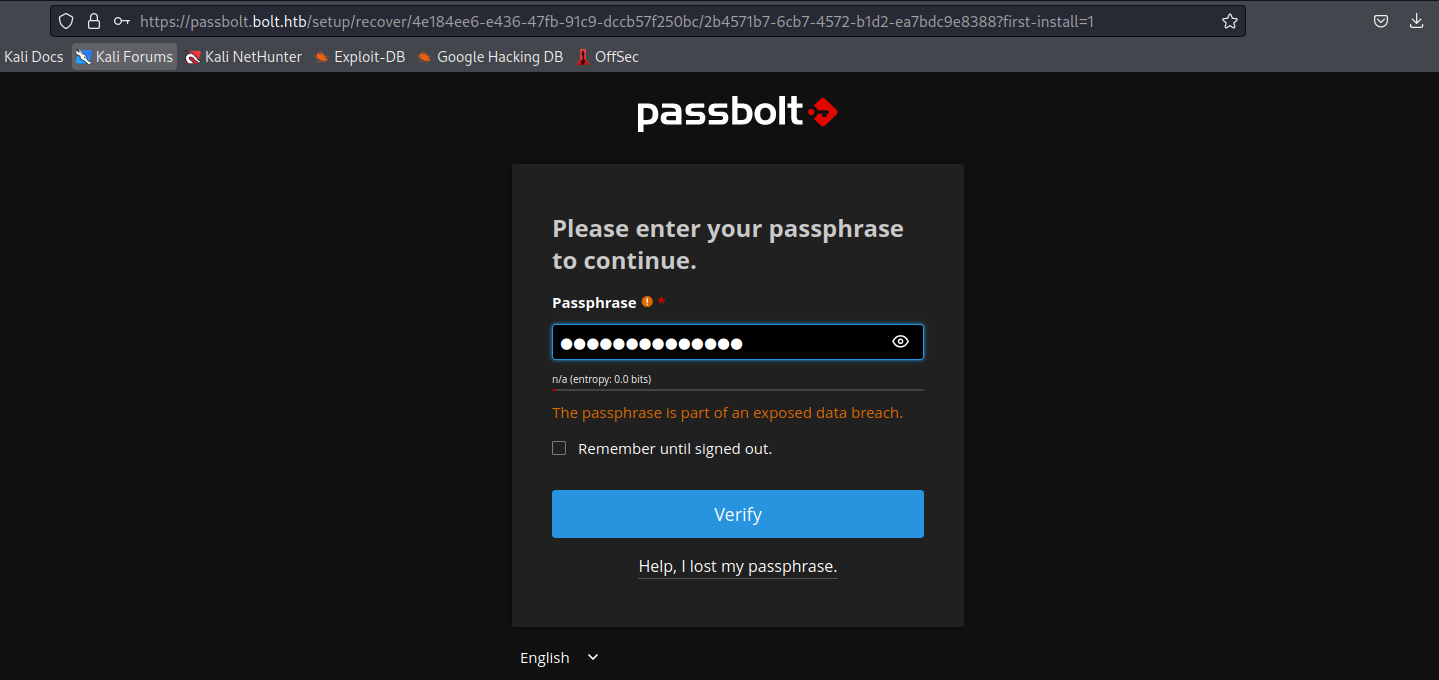 https://passbolt.bolt.htb/setup/recover/4e184ee6-e436-47fb-91c9-dccb57f250bc/2b4571b7-6cb7-4572-b1d2-ea7bdc9e8388?first-install=1
Kali Docs Kali Forums Kali NetHunter Exploit-DB Google Hacking DB OffSec
passbolt
Please enter your passphrase
to continue.
Passphrase *
●●●●●●●●●●●●●●
n/a (entropy: 0.0 bits)
The passphrase is part of an exposed data breach.
Remember until signed out.
Verify
Help, I lost my passphrase.
English